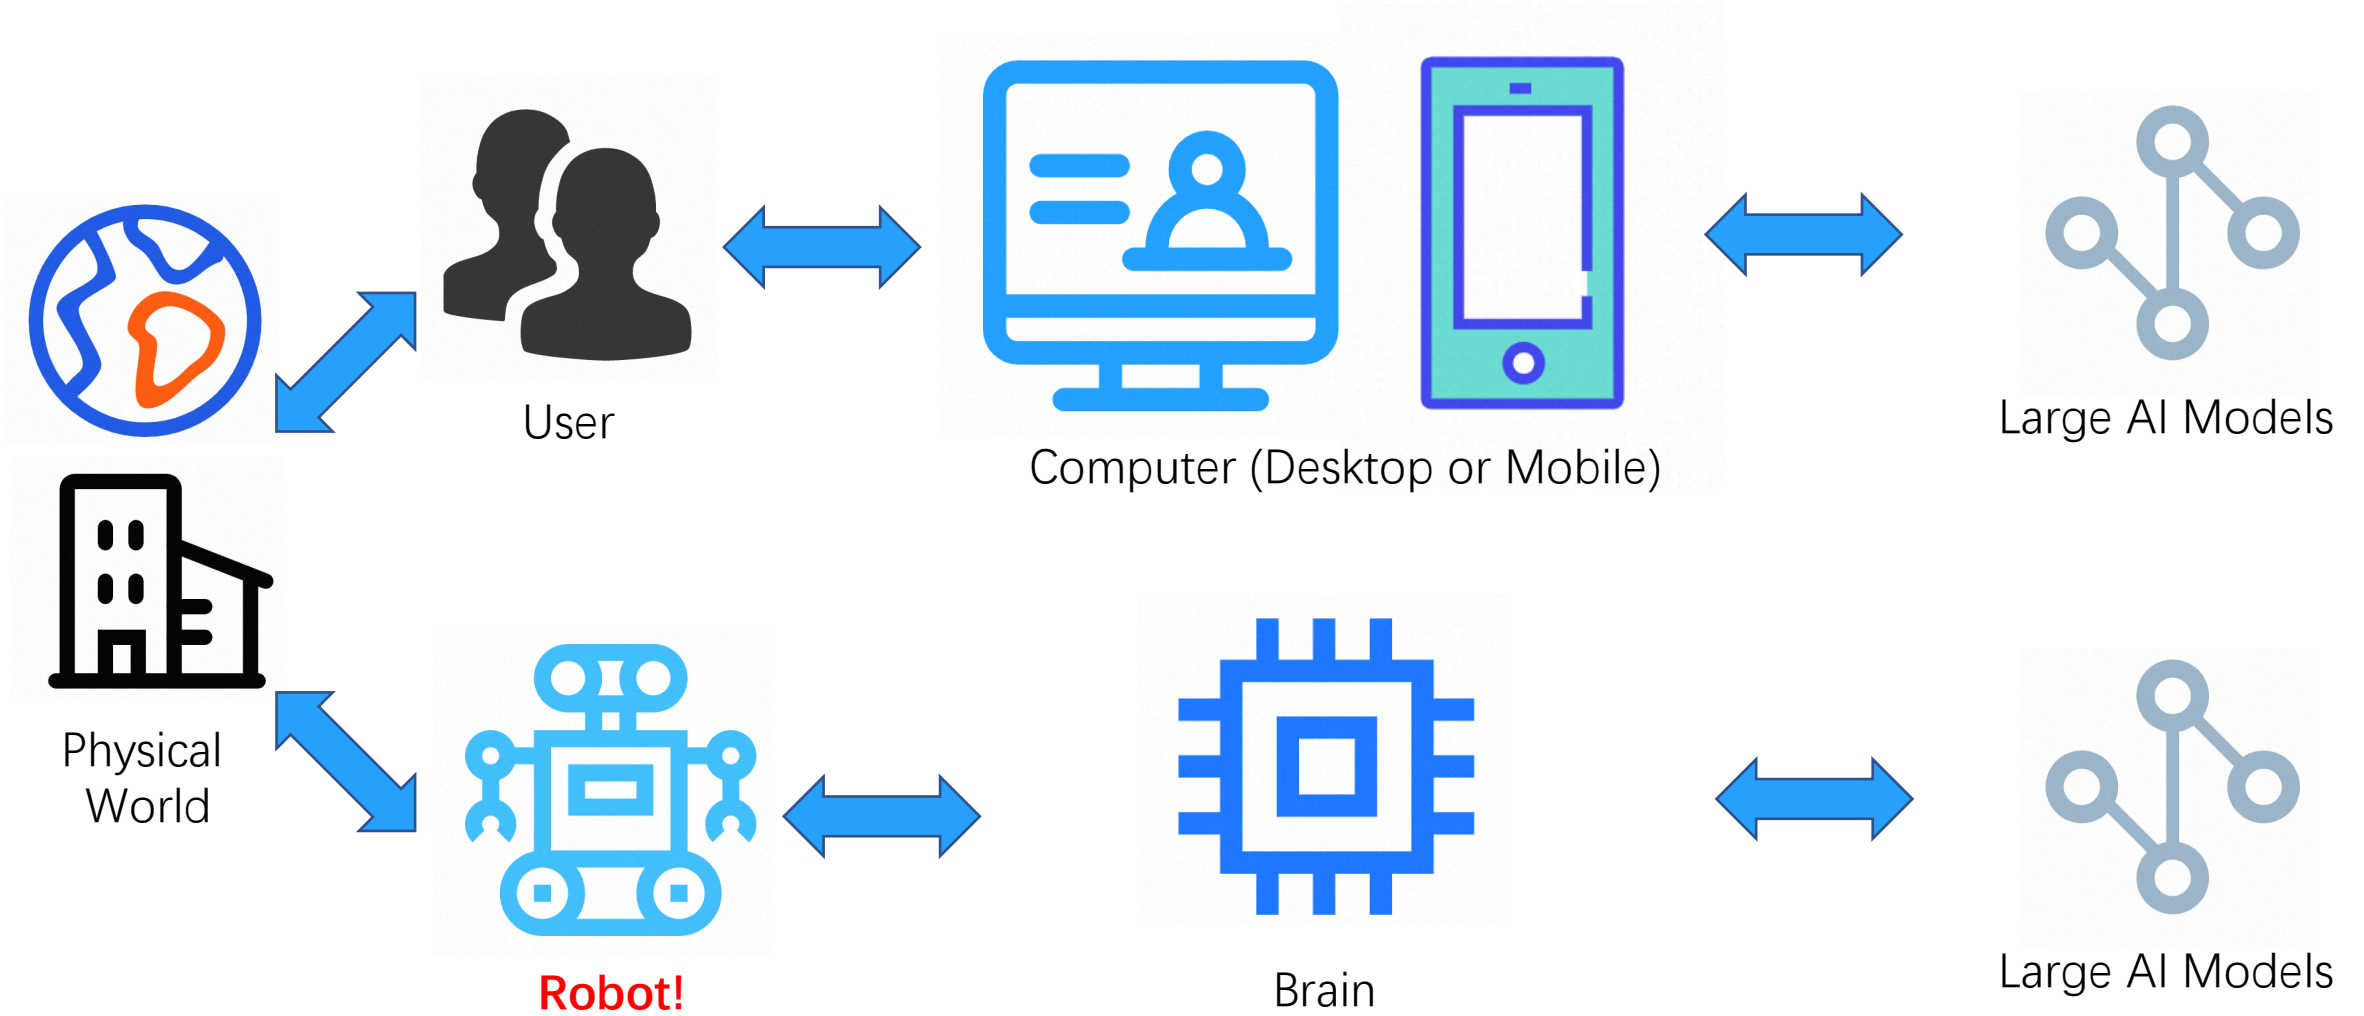 User
Computer (Desktop or Mobile)
Large AI Models
Physical
World
Robot!
Brain
Large AI Models